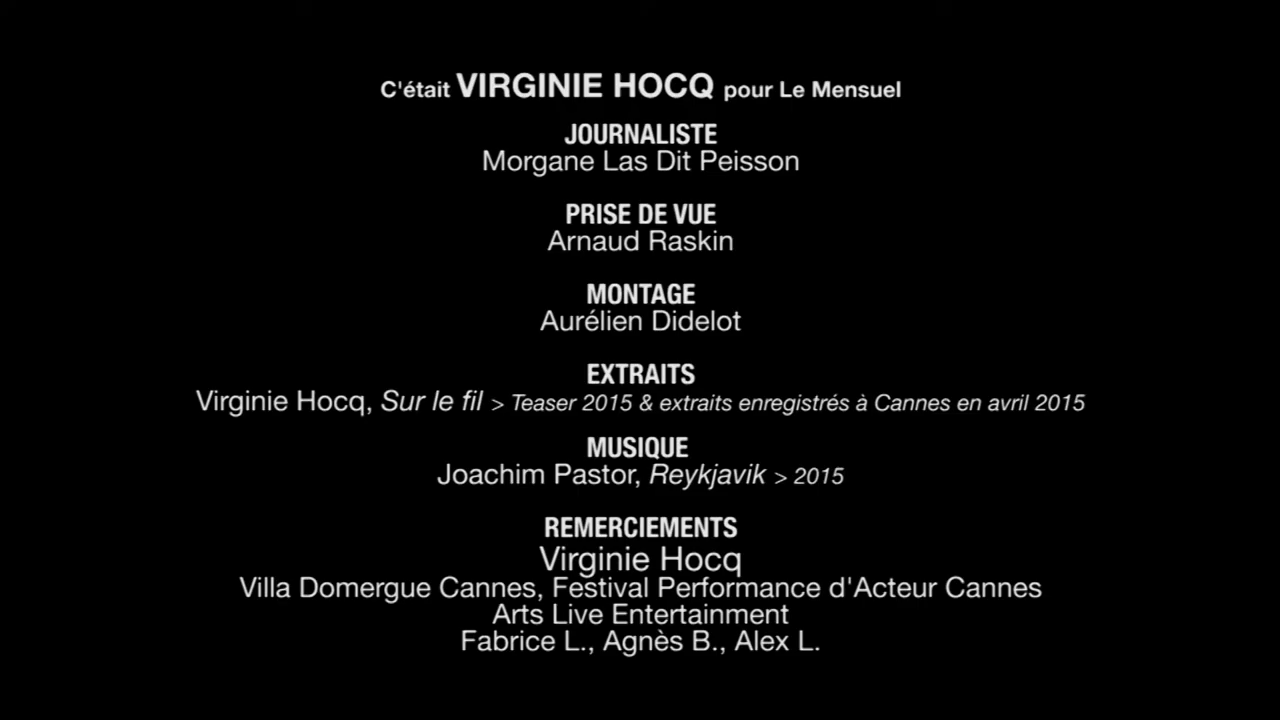 C'était VIRGINIE HOCQ pour Le Mensuel
JOURNALISTE
Morgane Las Dit Peisson
PRISE DE VUE
Arnaud Raskin
MONTAGE
Aurélien Didelot
EXTRAITS
Virginie Hocq, Sur le fil > Teaser 2015 & extraits enregistrés à Cannes en avril 2015
MUSIQUE
Joachim Pastor, Reykjavik > 2015
REMERCIEMENTS
Virginie Hocq
Villa Domergue Cannes, Festival Performance d'Acteur Cannes
Arts Live Entertainment
Fabrice L., Agnès B., Alex L.